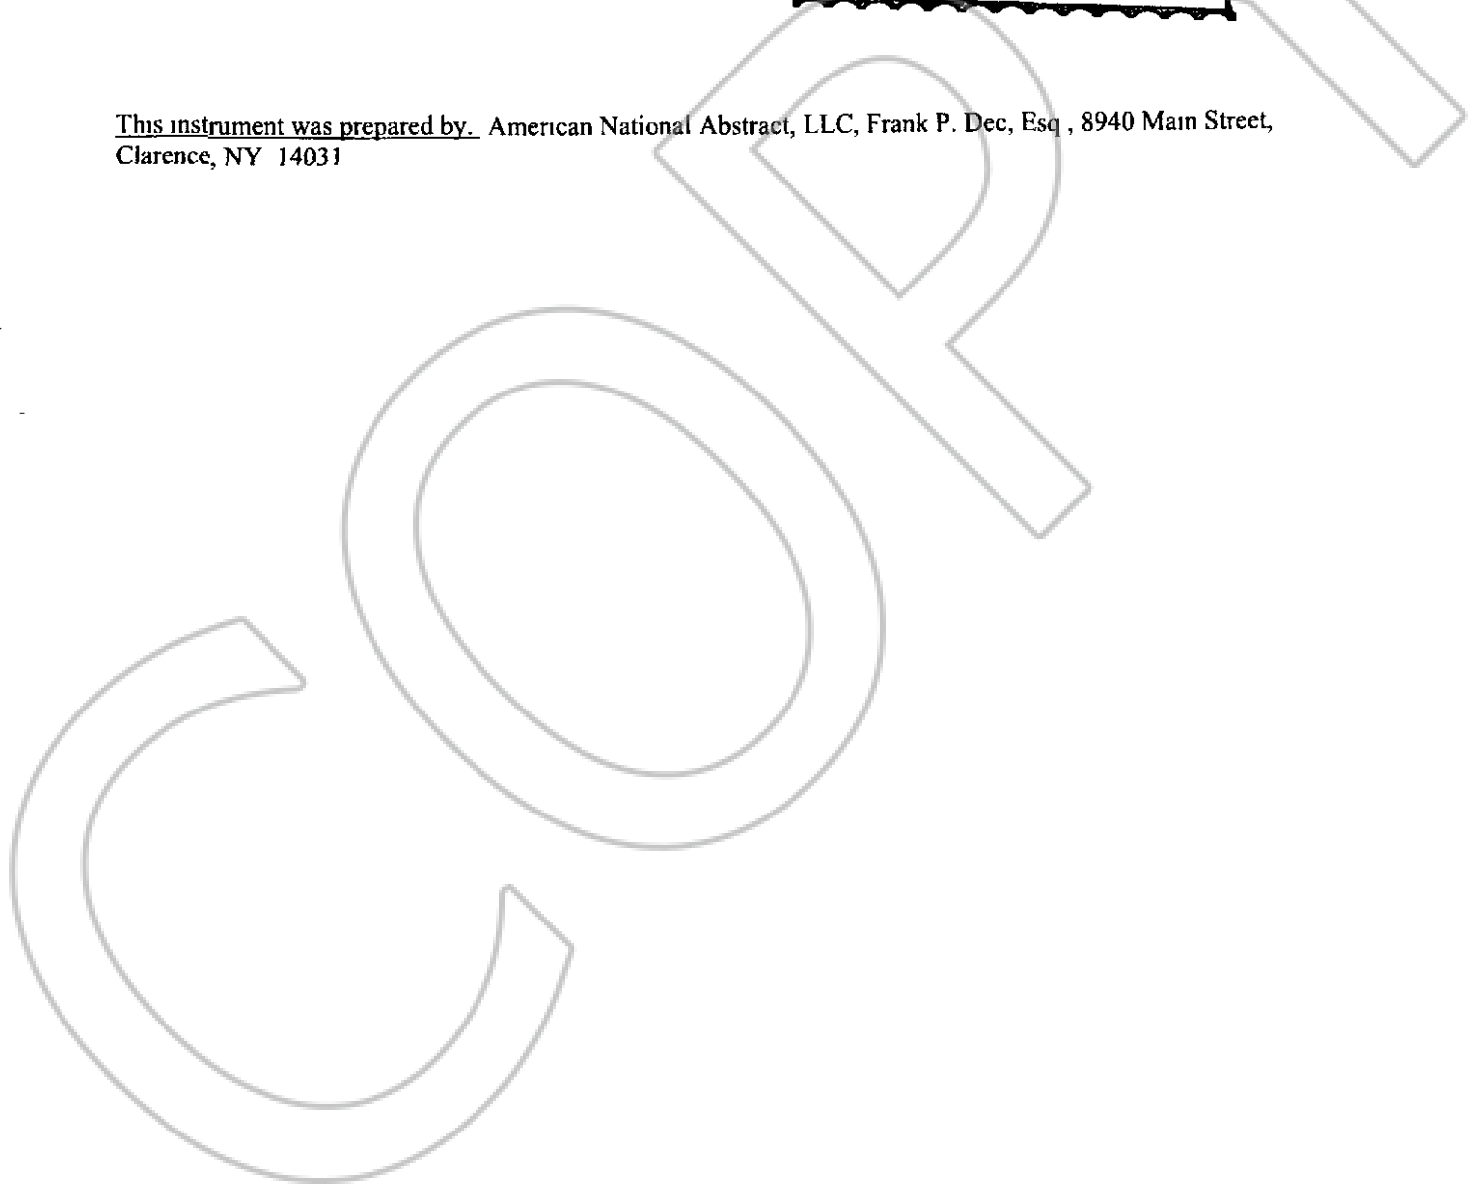 This instrument was prepared by. American National Abstract, LLC, Frank P. Dec, Esq , 8940 Main Street,
Clarence, NY 14031
COPY